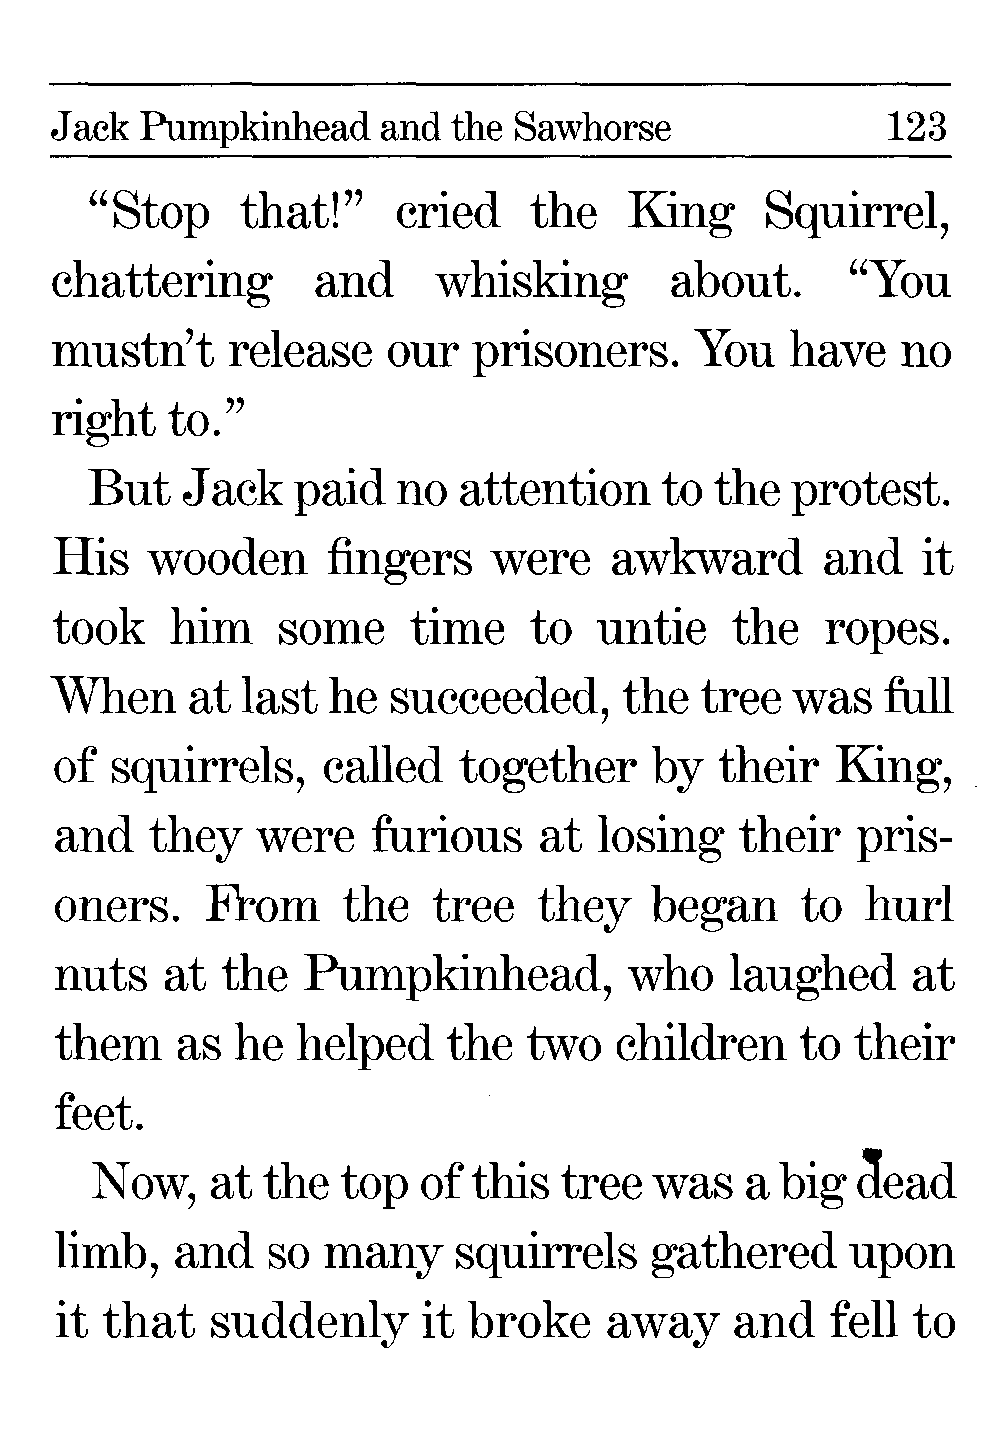 Jack Pumpkinhead and the Sawhorse 123
“Stop that!” cried the King Squirrel,
chattering and whisking about. “You
mustn’t release our prisoners. You have no
right to.”
But Jack paid no attention to the protest.
His wooden fingers were awkward and it
took him some time to untie the ropes.
When at last he succeeded, the tree was full
of squirrels, called together by their King,
and they were furious at losing their pris-
oners. From the tree they began to hurl
nuts at the Pumpkinhead, who laughed at
them as he helped the two children to their
feet.
Now, at the top of this tree was a big dead
limb, and so many squirrels gathered upon
it that suddenly it broke away and fell to